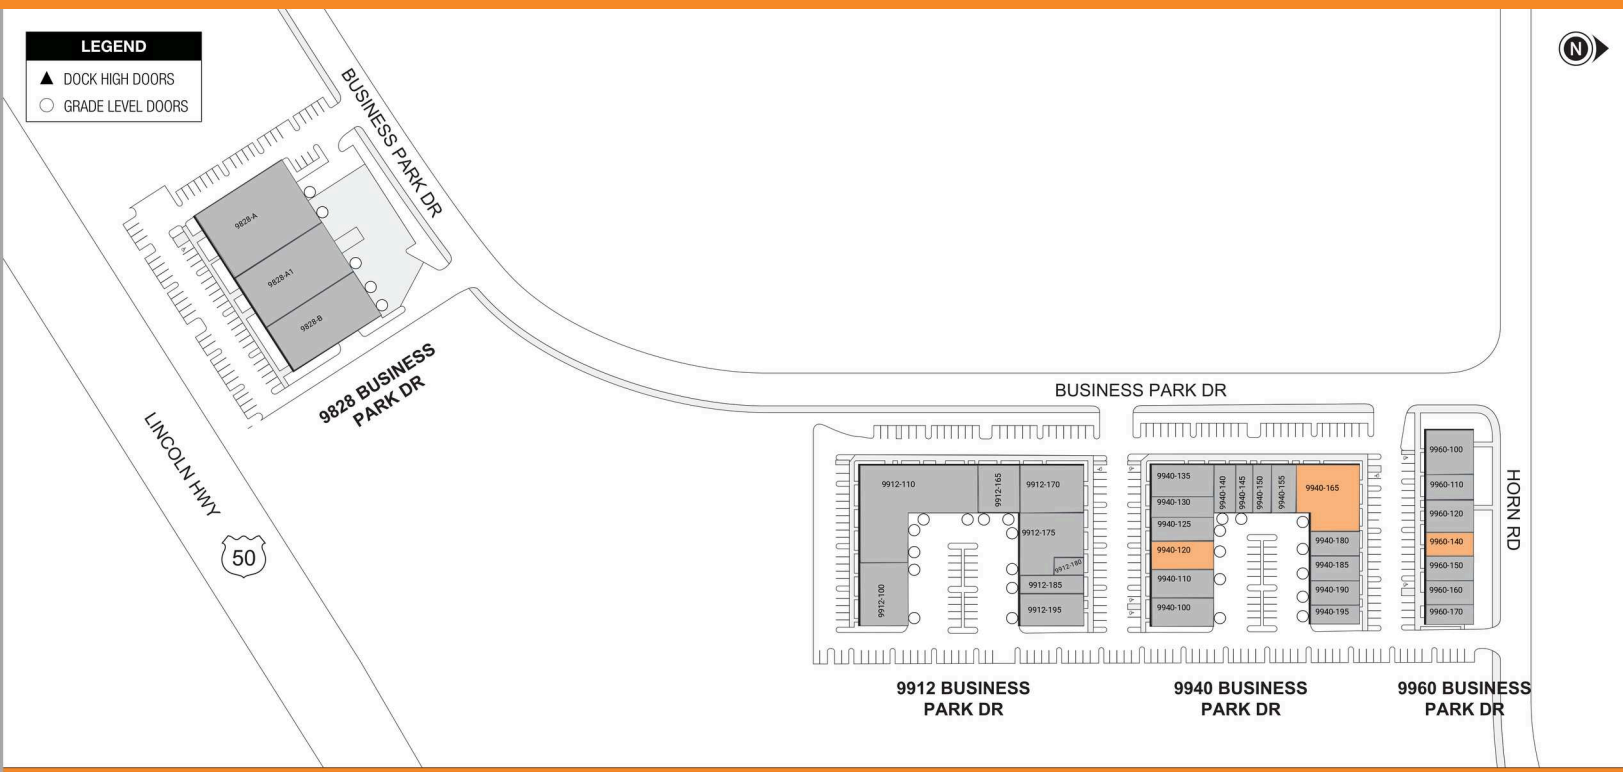 LEGEND
DOCK HIGH DOORS
GRADE LEVEL DOORS
N
BUSINESS PARK DR
9828-A
9828-A1
9828-B
9828 BUSINESS
PARK DR
LINCOLN HWY
50
BUSINESS PARK DR
HORN RD
9912-110
9912-165
9912-170
9912-175
9912-180
9912-185
9912-195
9912-100
9940-135
9940-130
9940-125
9940-120
9940-110
9940-100
9940-140
9940-145
9940-150
9940-155
9940-165
9940-180
9940-185
9940-190
9940-195
9960-100
9960-110
9960-120
9960-140
9960-150
9960-160
9960-170
9912 BUSINESS
PARK DR
9940 BUSINESS
PARK DR
9960 BUSINESS
PARK DR